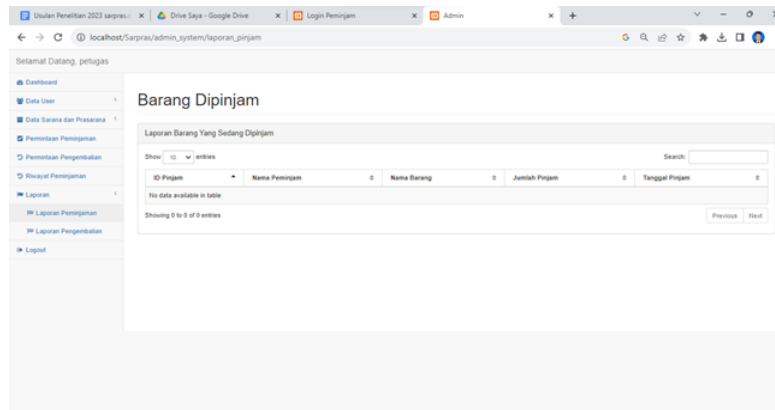 Usulan Penelitian 2023 sarpras.d
Drive Saya - Google Drive
Login Peminjam
Admin
localhost/Sarpras/admin_system/laporan_pinjam
Selamat Datang, petugas
Dashboard
Data User
Data Sarana dan Prasarana
Permintaan Peminjaman
Permintaan Pengembalian
Riwayat Peminjaman
Laporan
Laporan Peminjaman
Laporan Pengembalian
Logout
Barang Dipinjam
Laporan Barang Yang Sedang Dipinjam
Show 10 entries
Search:
ID Pinjam Nama Peminjam Nama Barang Jumlah Pinjam Tanggal Pinjam
No data available in table
Showing 0 to 0 of 0 entries
Previous Next